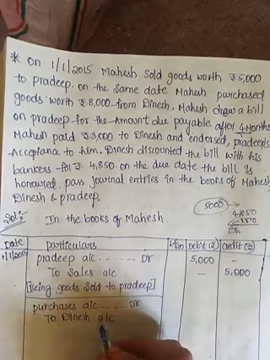 * On 1/1/2015 Mahesh sold goods worth ₹5,000
to pradeep. on the same date Mahesh purchased
goods worth ₹8,000 from Dinesh, Mahesh draw a bill
on pradeep for the Amount due payable after 4 Months
Mahesh paid ₹3,000 to Dinesh and endorsed, pradeep's
Acceptance to him. Dinesh discounted the bill with his
bankers for ₹ 4,850 on the due date the bill is
honoured. pass journal entries in the books of Mahesh
Dinesh & pradeep.
5000
4,850
150
Sol:- In the books of Mahesh
Date particulars L.F.No Debit (₹) Credit (₹)
1/1/2015 pradeep a/c ....... Dr 5,000 -
To Sales a/c - 5,000
[Being goods sold to pradeep]
purchases a/c ..... Dr
To Dinesh a/c